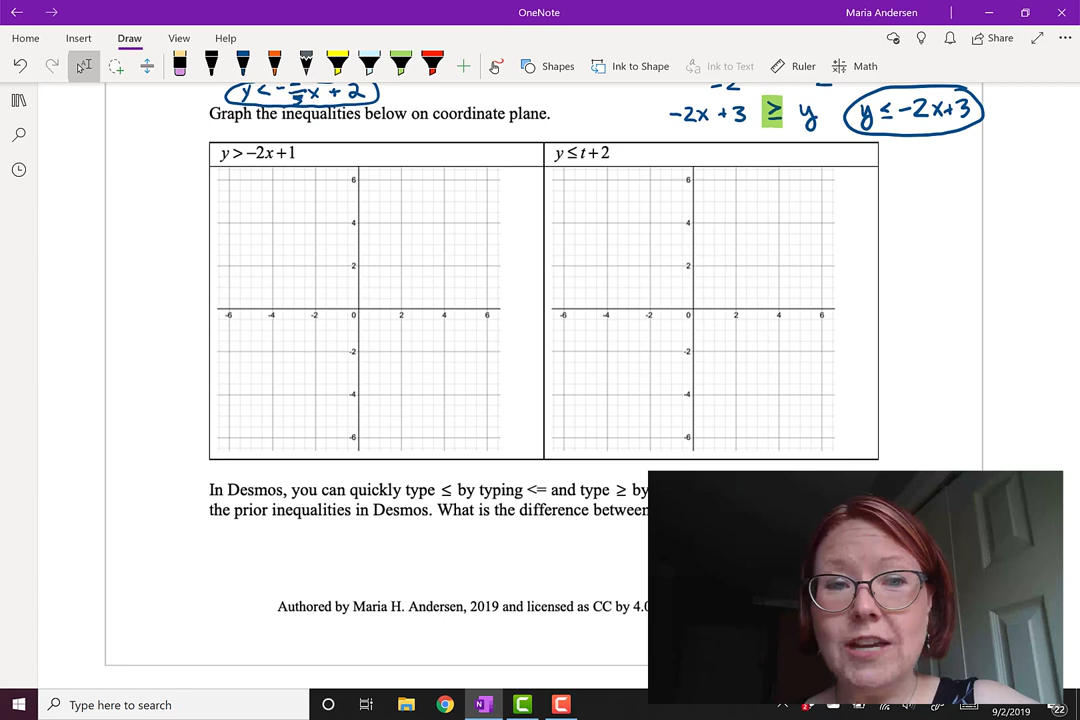 OneNote
Maria Andersen
Home Insert Draw View Help
Share
Shapes Ink to Shape Ink to Text Ruler Math
y < - x + 2
-2
-2x + 3 ≥ y
y ≤ -2x+3
Graph the inequalities below on coordinate plane.
y > −2x+1
y ≤ t+2
6
4
2
-6 -4 -2 0 2 4 6
-2
-4
-6
6
4
2
-6 -4 -2 0 2 4 6
-2
-4
-6
In Desmos, you can quickly type ≤ by typing <= and type ≥ by
the prior inequalities in Desmos. What is the difference between
Authored by Maria H. Andersen, 2019 and licensed as CC by 4.0
Type here to search
9/2/2019
22